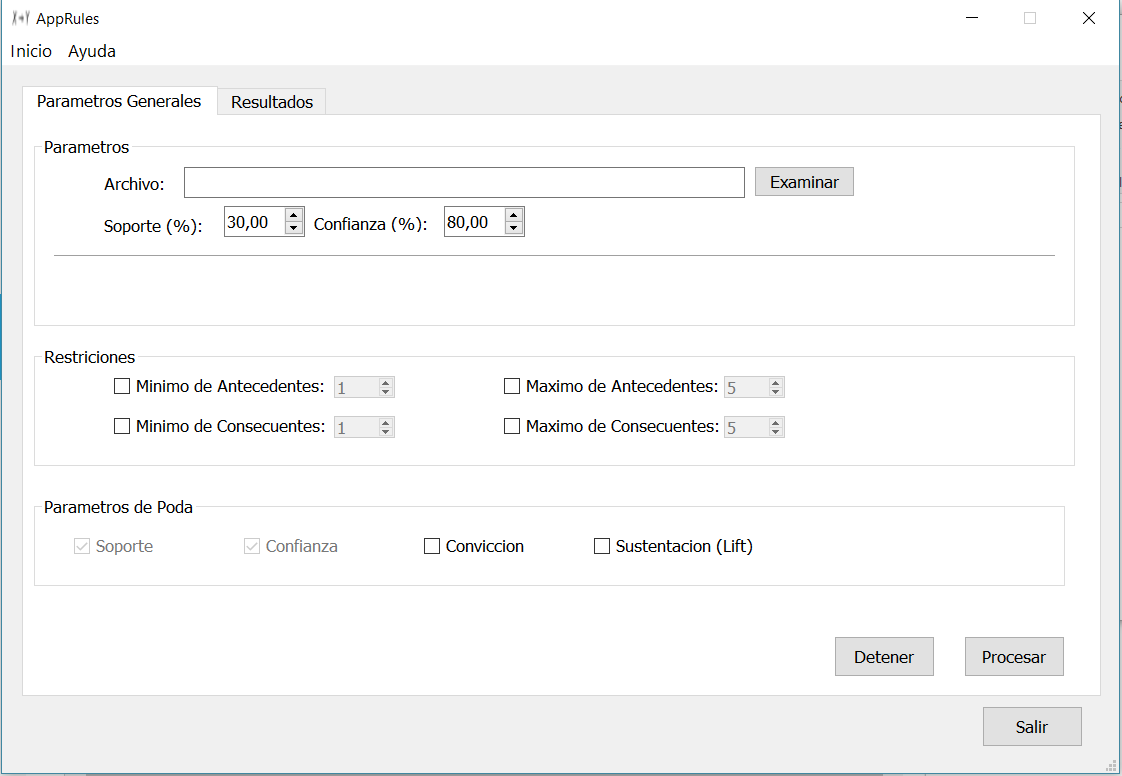 AppRules
Inicio Ayuda
Parametros Generales Resultados
Parametros
Archivo: Examinar
Soporte (%): 30,00 Confianza (%): 80,00
Restriciones
Minimo de Antecedentes: 1 Maximo de Antecedentes: 5
Minimo de Consecuentes: 1 Maximo de Consecuentes: 5
Parametros de Poda
Soporte Confianza Conviccion Sustentacion (Lift)
Detener Procesar
Salir